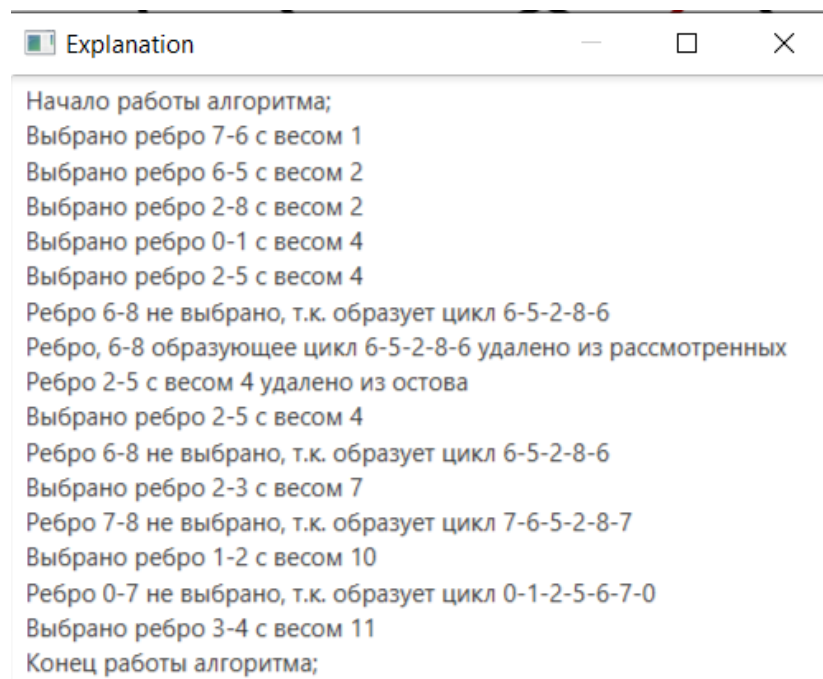 Explanation
Начало работы алгоритма;
Выбрано ребро 7-6 с весом 1
Выбрано ребро 6-5 с весом 2
Выбрано ребро 2-8 с весом 2
Выбрано ребро 0-1 с весом 4
Выбрано ребро 2-5 с весом 4
Ребро 6-8 не выбрано, т.к. образует цикл 6-5-2-8-6
Ребро, 6-8 образующее цикл 6-5-2-8-6 удалено из рассмотренных
Ребро 2-5 с весом 4 удалено из остова
Выбрано ребро 2-5 с весом 4
Ребро 6-8 не выбрано, т.к. образует цикл 6-5-2-8-6
Выбрано ребро 2-3 с весом 7
Ребро 7-8 не выбрано, т.к. образует цикл 7-6-5-2-8-7
Выбрано ребро 1-2 с весом 10
Ребро 0-7 не выбрано, т.к. образует цикл 0-1-2-5-6-7-0
Выбрано ребро 3-4 с весом 11
Конец работы алгоритма;